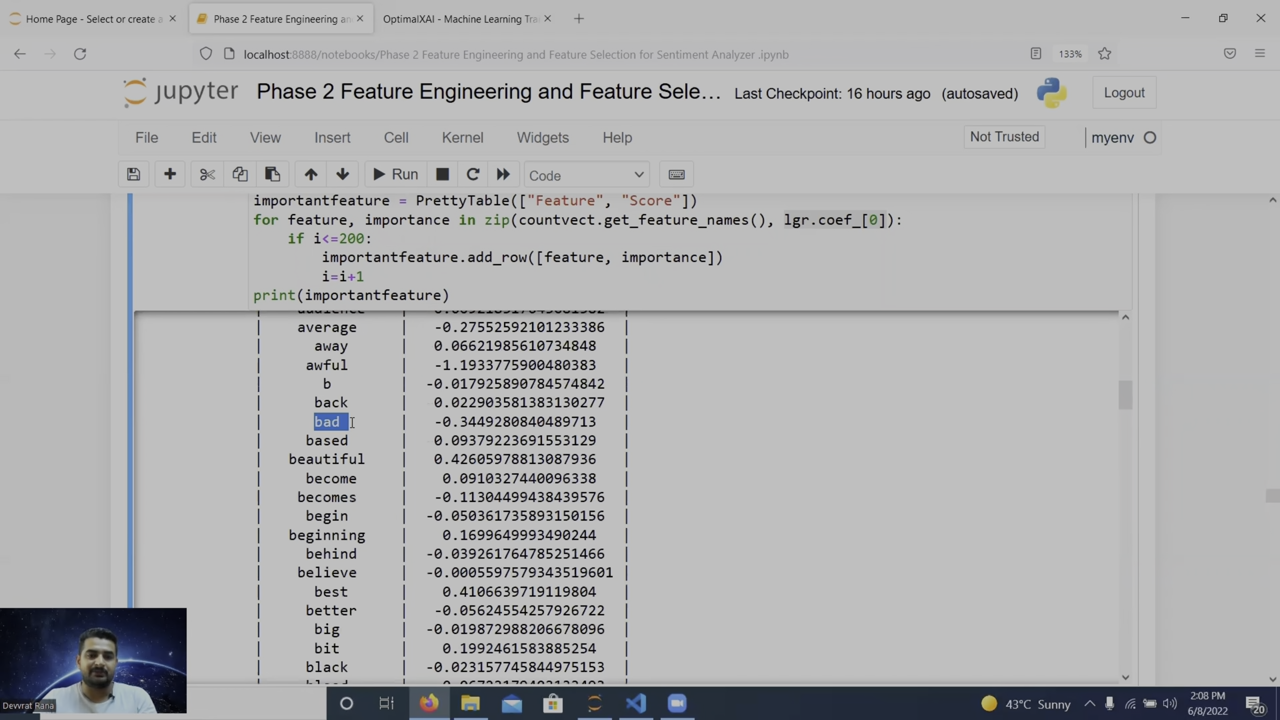 Home Page - Select or create a
Phase 2 Feature Engineering and
OptimalXAI - Machine Learning Tra
localhost:8888/notebooks/Phase 2 Feature Engineering and Feature Selection for Sentiment Analyzer .ipynb
133%
jupyter Phase 2 Feature Engineering and Feature Sele... Last Checkpoint: 16 hours ago (autosaved) Logout
File Edit View Insert Cell Kernel Widgets Help Not Trusted myenv
Run Code
importantfeature = PrettyTable(["Feature", "Score"])
for feature, importance in zip(countvect.get_feature_names(), lgr.coef_[0]):
if i<=200:
importantfeature.add_row([feature, importance])
i=i+1
print(importantfeature)
| average | -0.27552592101233386 |
| away | 0.06621985610734848 |
| awful | -1.1933775900480383 |
| b | -0.017925890784574842 |
| back | 0.022903581383130277 |
| bad | -0.3449280840489713 |
| based | 0.09379223691553129 |
| beautiful | 0.42605978813087936 |
| become | 0.0910327440096338 |
| becomes | -0.11304499438439576 |
| begin | -0.050361735893150156 |
| beginning | 0.1699649993490244 |
| behind | -0.039261764785251466 |
| believe | -0.0005597579343519601 |
| best | 0.4106639719119804 |
| better | -0.05624554257926722 |
| big | -0.019872988206678096 |
| bit | 0.1992461583885254 |
| black | -0.023157745844975153 |
Devvrat Rana
43°C Sunny
2:08 PM
6/8/2022
20